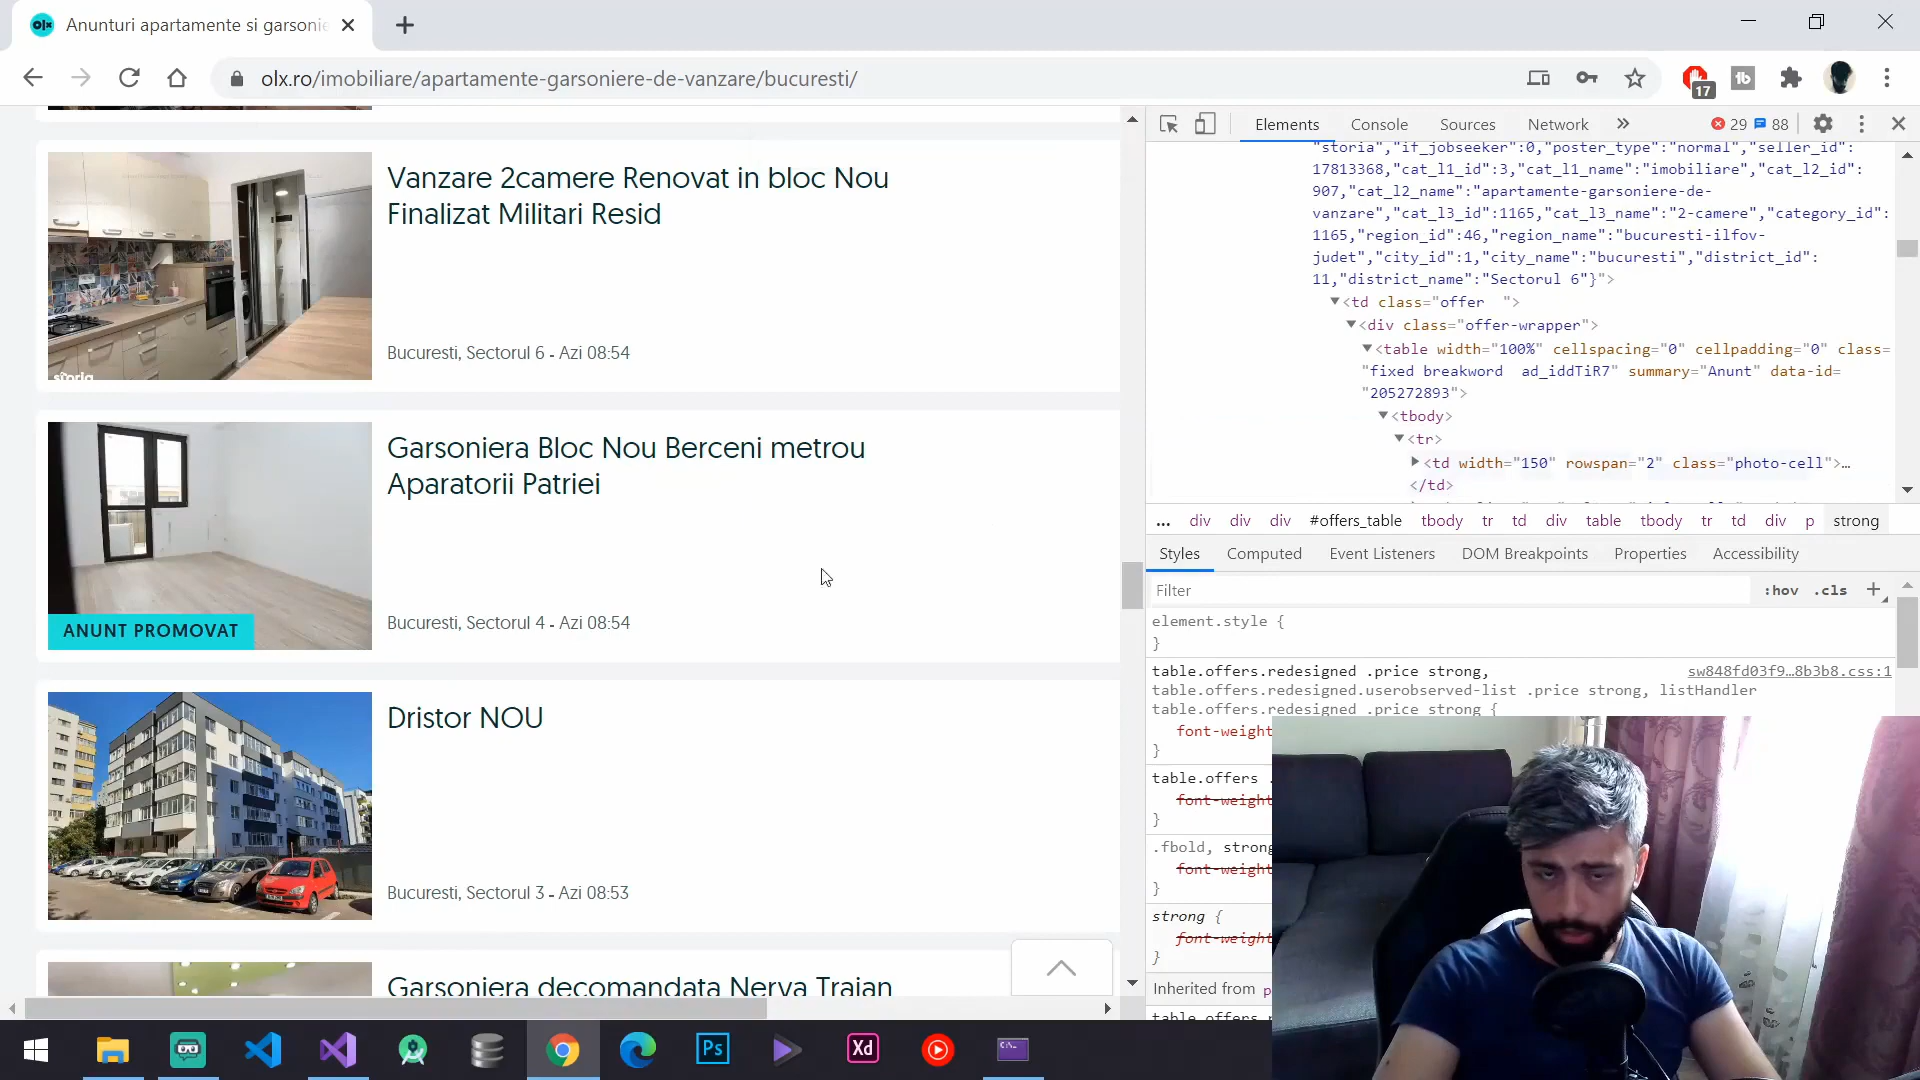 olx Anunturi apartamente si garsonie
olx.ro/imobiliare/apartamente-garsoniere-de-vanzare/bucuresti/
17
Vanzare 2camere Renovat in bloc Nou
Finalizat Militari Resid
Bucuresti, Sectorul 6 - Azi 08:54
storia
Garsoniera Bloc Nou Berceni metrou
Aparatorii Patriei
ANUNT PROMOVAT
Bucuresti, Sectorul 4 - Azi 08:54
Dristor NOU
Bucuresti, Sectorul 3 - Azi 08:53
Garsoniera decomandata Nerva Traian
Elements Console Sources Network » 29 88
"storia","if_jobseeker":0,"poster_type":"normal","seller_id":
17813368,"cat_l1_id":3,"cat_l1_name":"imobiliare","cat_l2_id":
907,"cat_l2_name":"apartamente-garsoniere-de-
vanzare","cat_l3_id":1165,"cat_l3_name":"2-camere","category_id":
1165,"region_id":46,"region_name":"bucuresti-ilfov-
judet","city_id":1,"city_name":"bucuresti","district_id":
11,"district_name":"Sectorul 6"}">
<td class="offer  ">
<div class="offer-wrapper">
<table width="100%" cellspacing="0" cellpadding="0" class=
"fixed breakword  ad_iddTiR7" summary="Anunt" data-id=
"205272893">
<tbody>
<tr>
<td width="150" rowspan="2" class="photo-cell">…
</td>
... div div div #offers_table tbody tr td div table tbody tr td div p strong
Styles Computed Event Listeners DOM Breakpoints Properties Accessibility
Filter :hov .cls +
element.style {
}
table.offers.redesigned .price strong, sw848fd03f9…8b3b8.css:1
table.offers.redesigned.userobserved-list .price strong, listHandler
table.offers.redesigned .price strong {
font-weight
}
table.offers .
font-weight
}
.fbold, strong
font-weight
}
strong {
font-weight
}
Inherited from p
table.offers.r
Ps
Xd